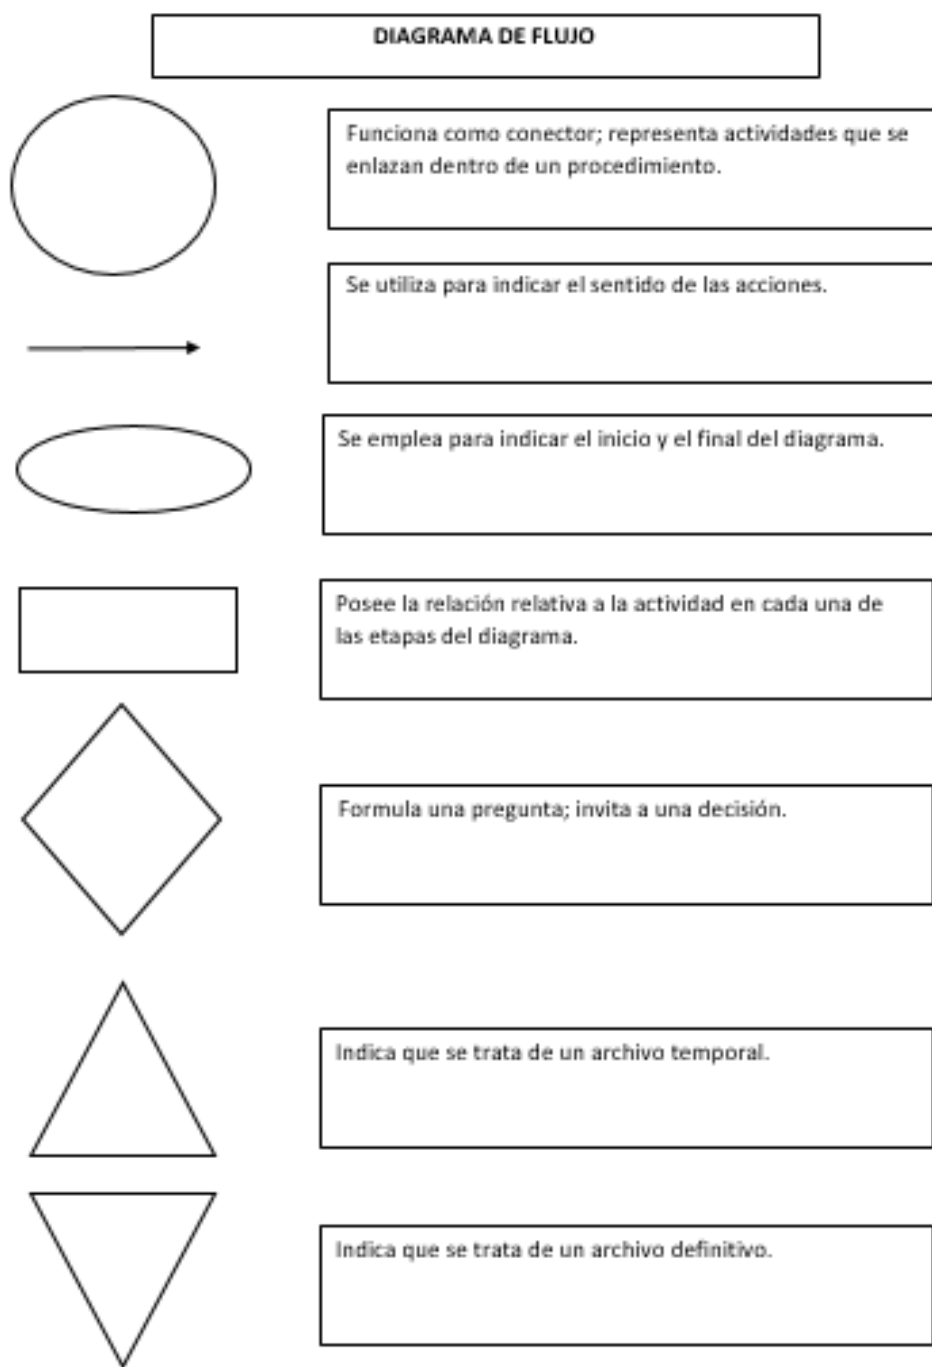 DIAGRAMA DE FLUJO
Funciona como conector; representa actividades que se
enlazan dentro de un procedimiento.
Se utiliza para indicar el sentido de las acciones.
Se emplea para indicar el inicio y el final del diagrama.
Posee la relación relativa a la actividad en cada una de
las etapas del diagrama.
Formula una pregunta; invita a una decisión.
Indica que se trata de un archivo temporal.
Indica que se trata de un archivo definitivo.